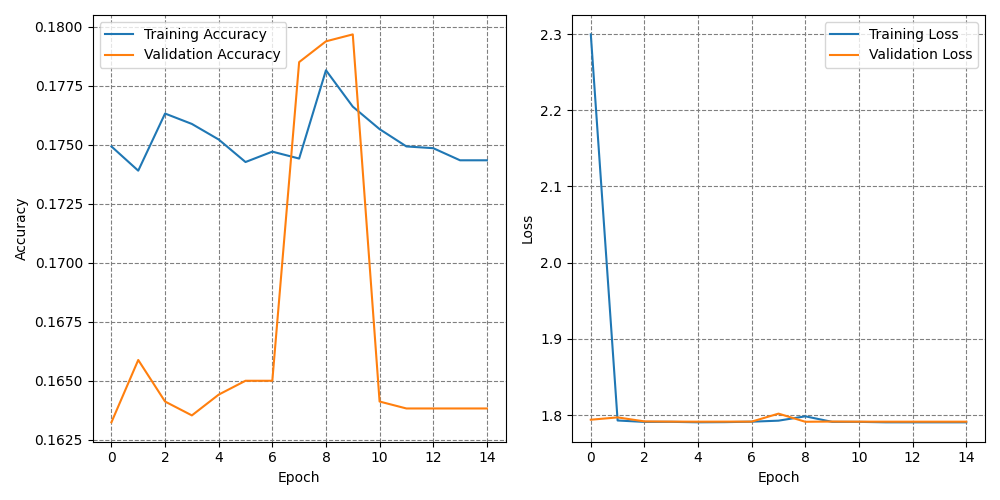 Training Accuracy
Validation Accuracy
0.1800
0.1775
0.1750
0.1725
0.1700
0.1675
0.1650
0.1625
Accuracy
0 2 4 6 8 10 12 14
Epoch
Training Loss
Validation Loss
2.3
2.2
2.1
2.0
1.9
1.8
Loss
0 2 4 6 8 10 12 14
Epoch